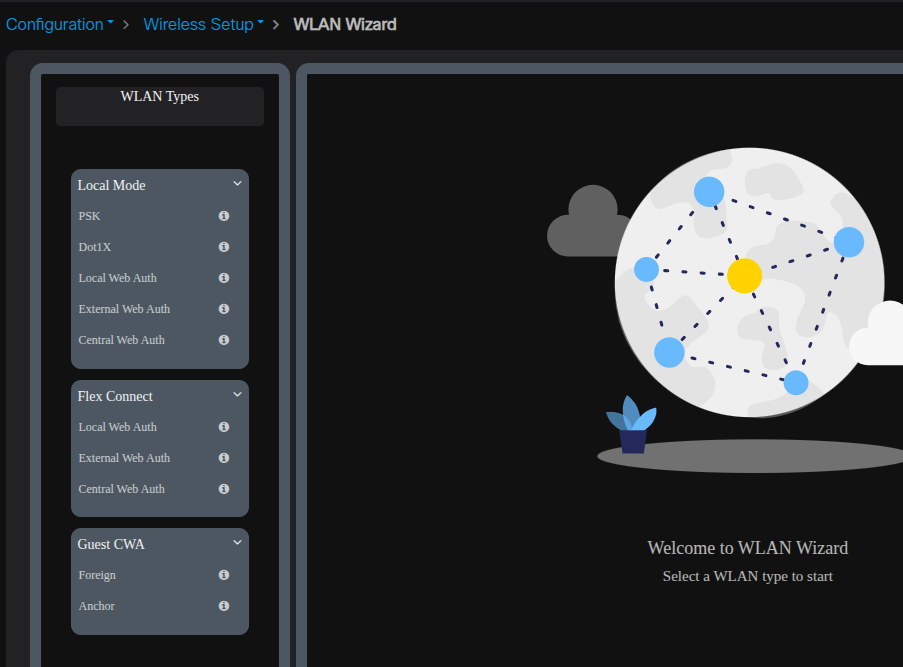 Configuration > Wireless Setup > WLAN Wizard
WLAN Types
Local Mode
PSK
Dot1X
Local Web Auth
External Web Auth
Central Web Auth
Flex Connect
Local Web Auth
External Web Auth
Central Web Auth
Guest CWA
Foreign
Anchor
Welcome to WLAN Wizard
Select a WLAN type to start